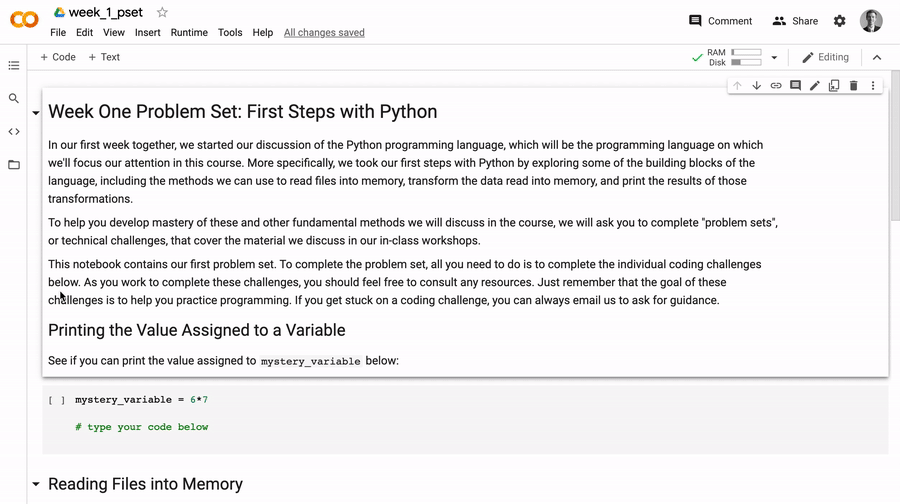 week_1_pset
File Edit View Insert Runtime Tools Help All changes saved
Comment Share
+ Code + Text
RAM
Disk
Editing
Week One Problem Set: First Steps with Python
In our first week together, we started our discussion of the Python programming language, which will be the programming language on which
we'll focus our attention in this course. More specifically, we took our first steps with Python by exploring some of the building blocks of the
language, including the methods we can use to read files into memory, transform the data read into memory, and print the results of those
transformations.
To help you develop mastery of these and other fundamental methods we will discuss in the course, we will ask you to complete "problem sets",
or technical challenges, that cover the material we discuss in our in-class workshops.
This notebook contains our first problem set. To complete the problem set, all you need to do is to complete the individual coding challenges
below. As you work to complete these challenges, you should feel free to consult any resources. Just remember that the goal of these
challenges is to help you practice programming. If you get stuck on a coding challenge, you can always email us to ask for guidance.
Printing the Value Assigned to a Variable
See if you can print the value assigned to mystery_variable below:
[ ] mystery_variable = 6*7
# type your code below
Reading Files into Memory